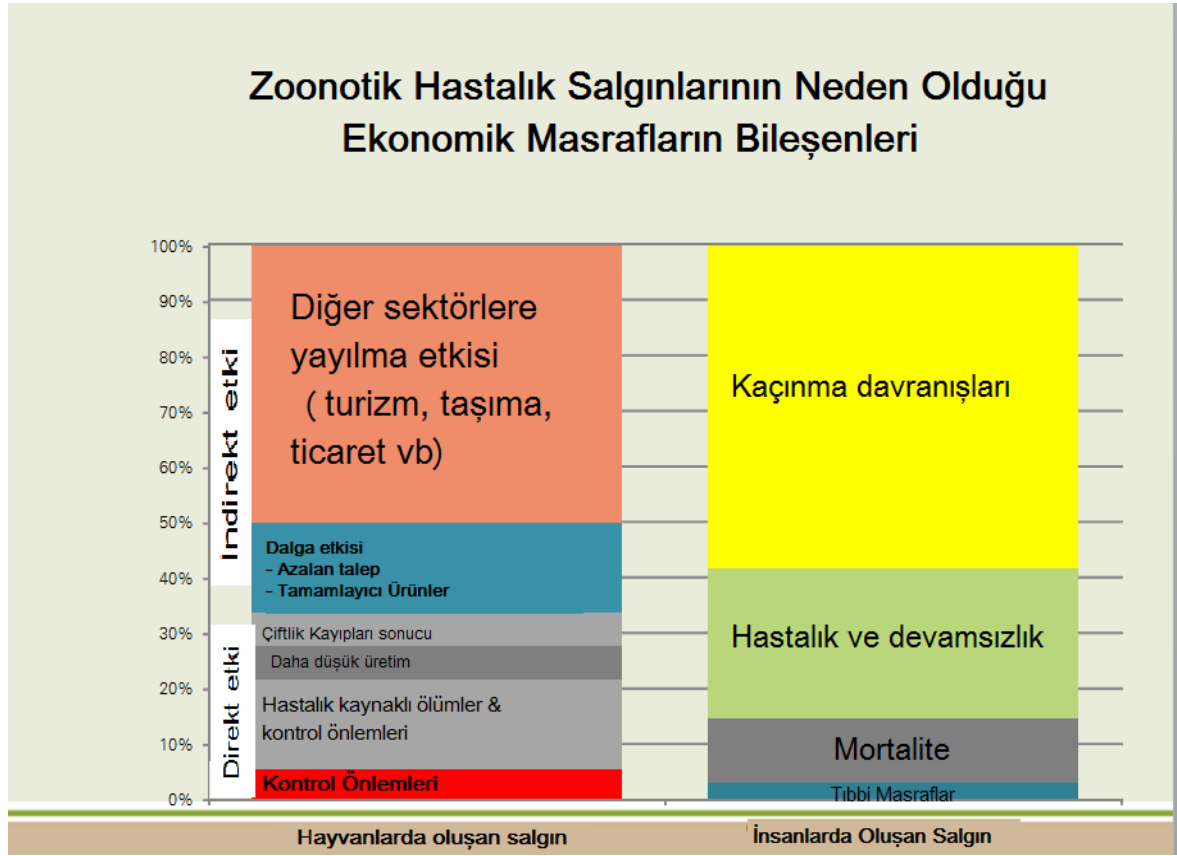 Zoonotik Hastalık Salgınlarının Neden Olduğu
Ekonomik Masrafların Bileşenleri
100%
90%
80%
70%
60%
50%
40%
30%
20%
10%
0%
İndirekt etki
Direkt etki
Diğer sektörlere
yayılma etkisi
( turizm, taşıma,
ticaret vb)
Dalga etkisi
- Azalan talep
- Tamamlayıcı Ürünler
Çiftlik Kayıpları sonucu
Daha düşük üretim
Hastalık kaynaklı ölümler &
kontrol önlemleri
Kontrol Önlemleri
Kaçınma davranışları
Hastalık ve devamsızlık
Mortalite
Tıbbi Masraflar
Hayvanlarda oluşan salgın
İnsanlarda Oluşan Salgın